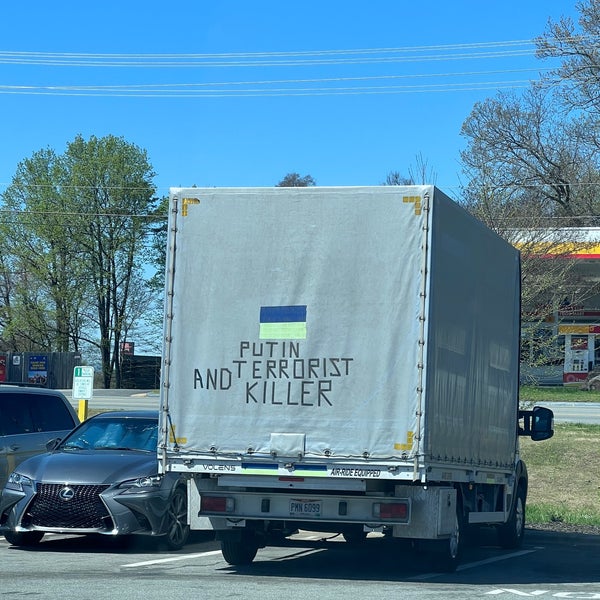 PUTIN
TERRORIST
AND KILLER
VOLENS
AIR-RIDE EQUIPPED
PMN 6099